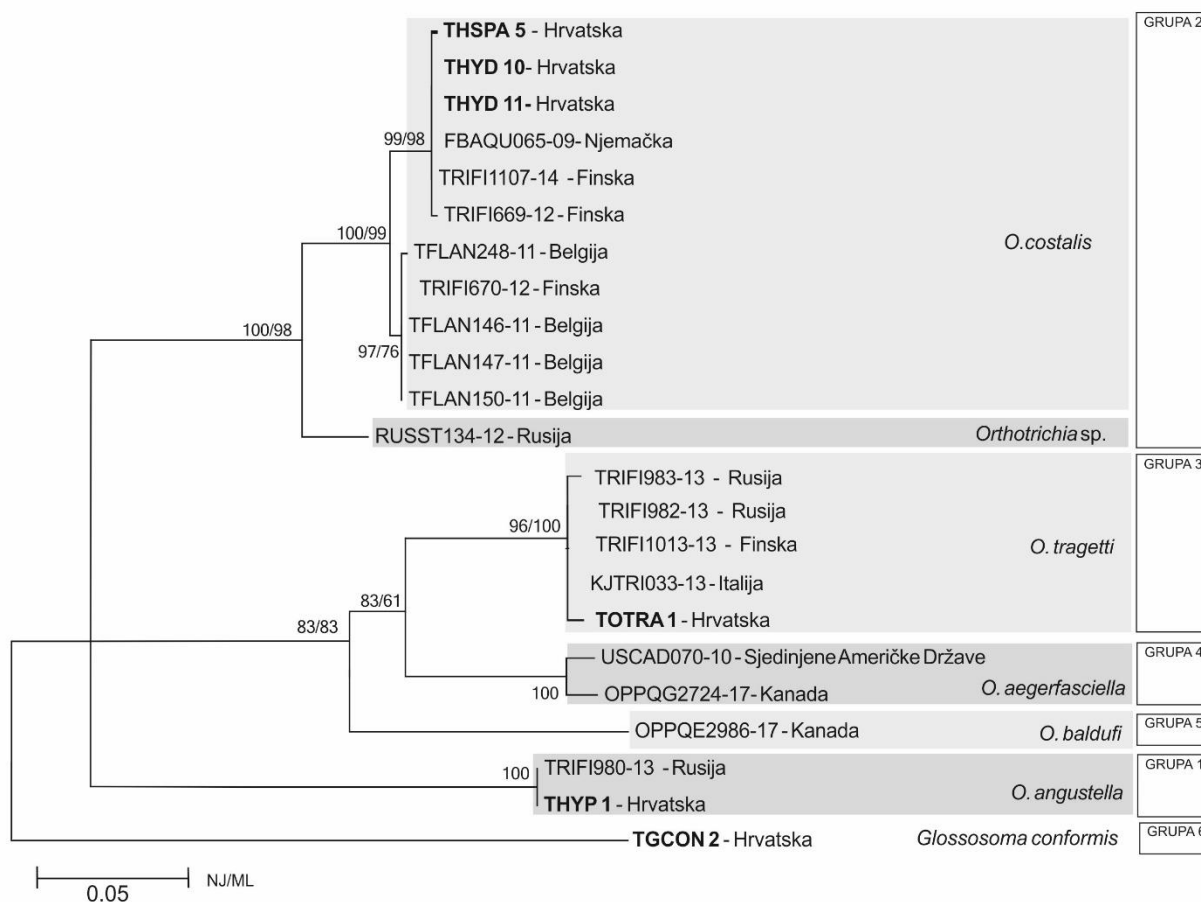 THSPA 5 - Hrvatska
GRUPA 2
THYD 10- Hrvatska
THYD 11- Hrvatska
99/98
FBAQU065-09- Njemačka
TRIFI1107-14 - Finska
TRIFI669-12 - Finska
O.costalis
100/99
TFLAN248-11 - Belgija
TRIFI670-12 - Finska
TFLAN146-11 - Belgija
100/98
97/76
TFLAN147-11 - Belgija
TFLAN150-11 - Belgija
RUSST134-12 - Rusija
Orthotrichia sp.
GRUPA 3
TRIFI983-13 - Rusija
TRIFI982-13 - Rusija
96/100
TRIFI1013-13 - Finska
O. tragetti
KJTRI033-13 - Italija
83/61
TOTRA 1 - Hrvatska
83/83
GRUPA 4
USCAD070-10 - Sjedinjene Američke Države
100
OPPQG2724-17 - Kanada
O. aegerfasciella
OPPQE2986-17 - Kanada
O. baldufi
GRUPA 5
GRUPA 1
100
TRIFI980-13 - Rusija
THYP 1 - Hrvatska
O. angustella
TGCON 2 - Hrvatska
Glossosoma conformis
GRUPA 6
0.05
NJ/ML